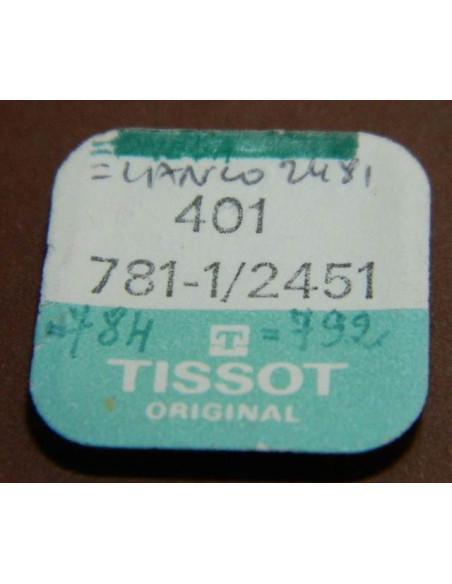 = LANCO 2481
401
781-1/2451
=784 T =792
TISSOT
ORIGINAL